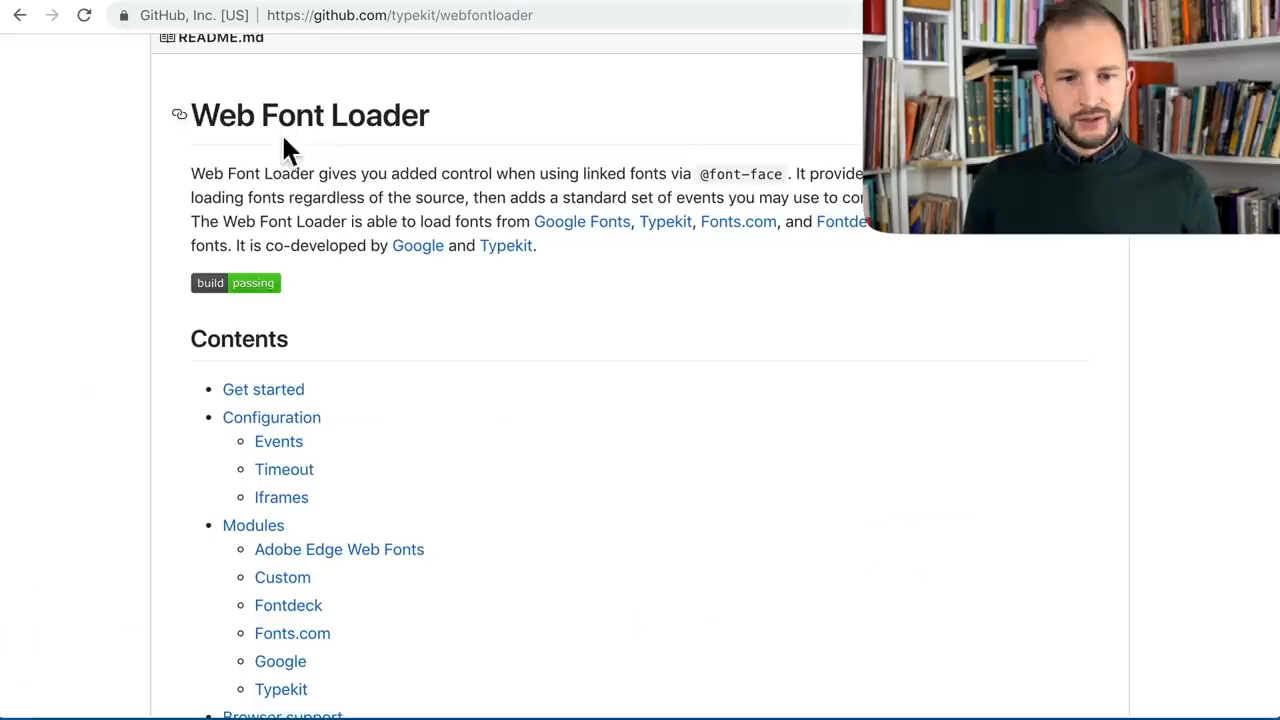 GitHub, Inc. [US] https://github.com/typekit/webfontloader
README.md
Web Font Loader
Web Font Loader gives you added control when using linked fonts via @font-face. It provide
loading fonts regardless of the source, then adds a standard set of events you may use to co
The Web Font Loader is able to load fonts from Google Fonts, Typekit, Fonts.com, and Fontde
fonts. It is co-developed by Google and Typekit.
build passing
Contents
Get started
Configuration
Events
Timeout
Iframes
Modules
Adobe Edge Web Fonts
Custom
Fontdeck
Fonts.com
Google
Typekit
Browser support